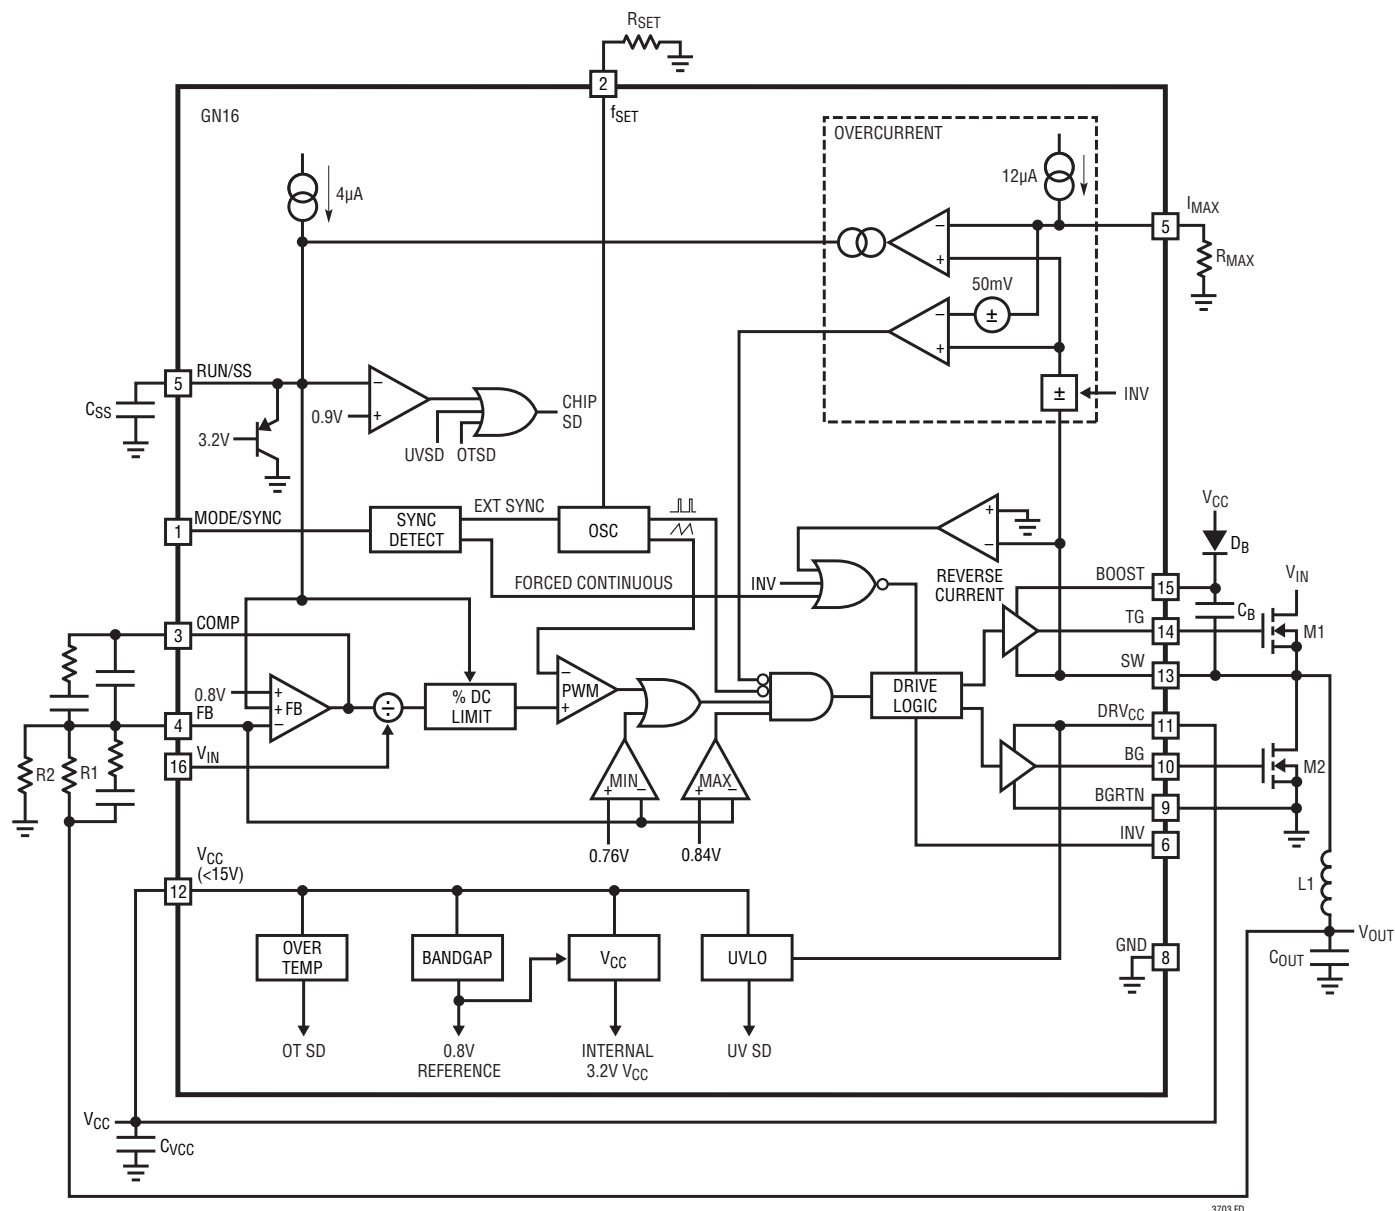 RSET
2
fSET
GN16
OVERCURRENT
4µA
12µA
IMAX
5
RMAX
–
+
50mV
±
–
+
±
INV
RUN/SS
5
CSS
3.2V
0.9V
–
+
CHIP
SD
UVSD
OTSD
MODE/SYNC
1
SYNC
DETECT
EXT SYNC
OSC
FORCED CONTINUOUS
INV
+
–
REVERSE
CURRENT
VCC
DB
BOOST
15
CB
VIN
TG
14
M1
SW
13
COMP
3
0.8V
FB
4
+
+ FB
–
÷
% DC
LIMIT
–
PWM
+
DRIVE
LOGIC
DRVCC
11
VIN
16
R2
R1
MIN
+ –
MAX
+ –
BG
10
M2
BGRTN
9
INV
6
0.76V
0.84V
VCC
(<15V)
12
OVER
TEMP
BANDGAP
VCC
UVLO
GND
8
L1
VOUT
COUT
OT SD
0.8V
REFERENCE
INTERNAL
3.2V VCC
UV SD
VCC
CVCC
3703 FD